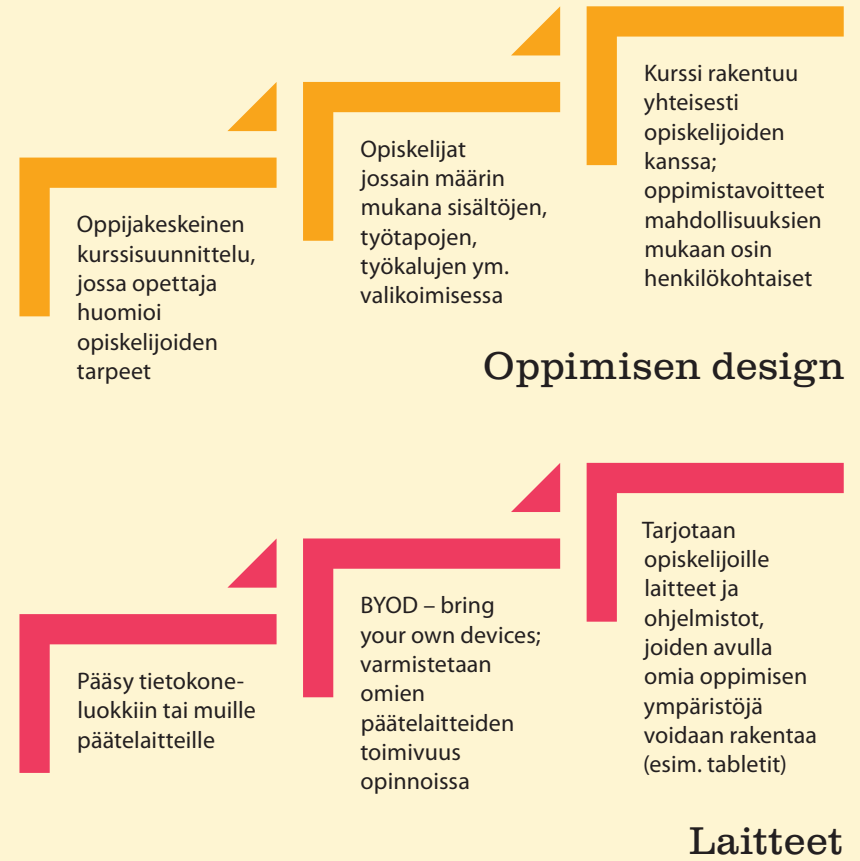 Oppijakeskeinen
kurssisuunnittelu,
jossa opettaja
huomioi
opiskelijoiden
tarpeet
Opiskelijat
jossain määrin
mukana sisältöjen,
työtapojen,
työkalujen ym.
valikoimisessa
Kurssi rakentuu
yhteisesti
opiskelijoiden
kanssa;
oppimistavoitteet
mahdollisuuksien
mukaan osin
henkilökohtaiset
Oppimisen design
Pääsy tietokone-
luokkiin tai muille
päätelaitteille
BYOD – bring
your own devices;
varmistetaan
omien
päätelaitteiden
toimivuus
opinnoissa
Tarjotaan
opiskelijoille
laitteet ja
ohjelmistot,
joiden avulla
omia oppimisen
ympäristöjä
voidaan rakentaa
(esim. tabletit)
Laitteet